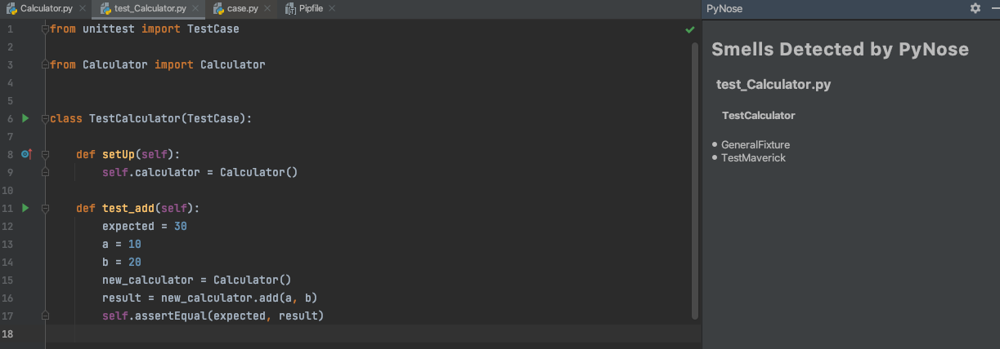 Calculator.py
test_Calculator.py
case.py
Pipfile
PyNose
1 from unittest import TestCase
2
3 from Calculator import Calculator
4
5
6 class TestCalculator(TestCase):
7
8 def setUp(self):
9 self.calculator = Calculator()
10
11 def test_add(self):
12 expected = 30
13 a = 10
14 b = 20
15 new_calculator = Calculator()
16 result = new_calculator.add(a, b)
17 self.assertEqual(expected, result)
18
Smells Detected by PyNose
test_Calculator.py
TestCalculator
GeneralFixture
TestMaverick